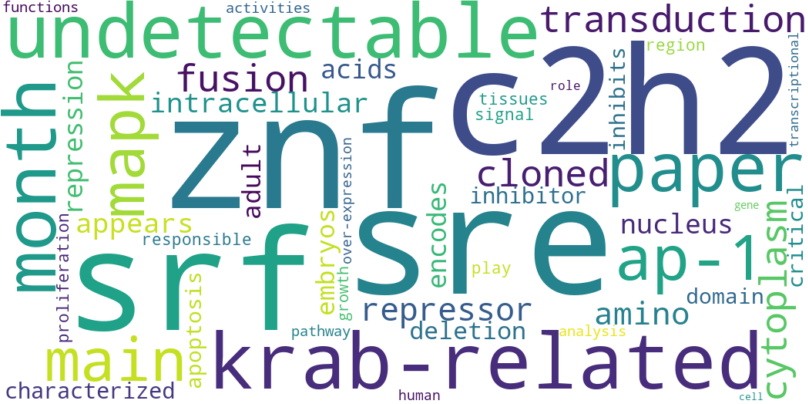 functions
activities
undetectable
transduction
c2h2
region
transcriptional
month
repression
mapk
fusion
acids
intracellular
znf
role
tissues
signal
inhibits
adult
cloned
paper
over-expression
embryos
encodes
inhibitor
critical
proliferation
appears
responsible
srf
sre
nucleus
gene
ap-1
cytoplasm
growth
play
domain
apoptosis
repressor
amino
pathway
deletion
analysis
main
krab-related
characterized
human
cell